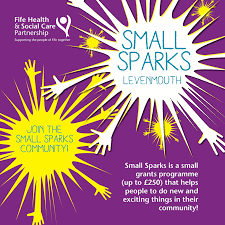 Fife Health
& Social Care
Partnership
Supporting the people of Fife together
SMALL
SPARKS
LEVENMOUTH
JOIN THE
SMALL SPARKS
COMMUNITY!
Small Sparks is a small
grants programme
(up to £250) that helps
people to do new and
exciting things in their
community!